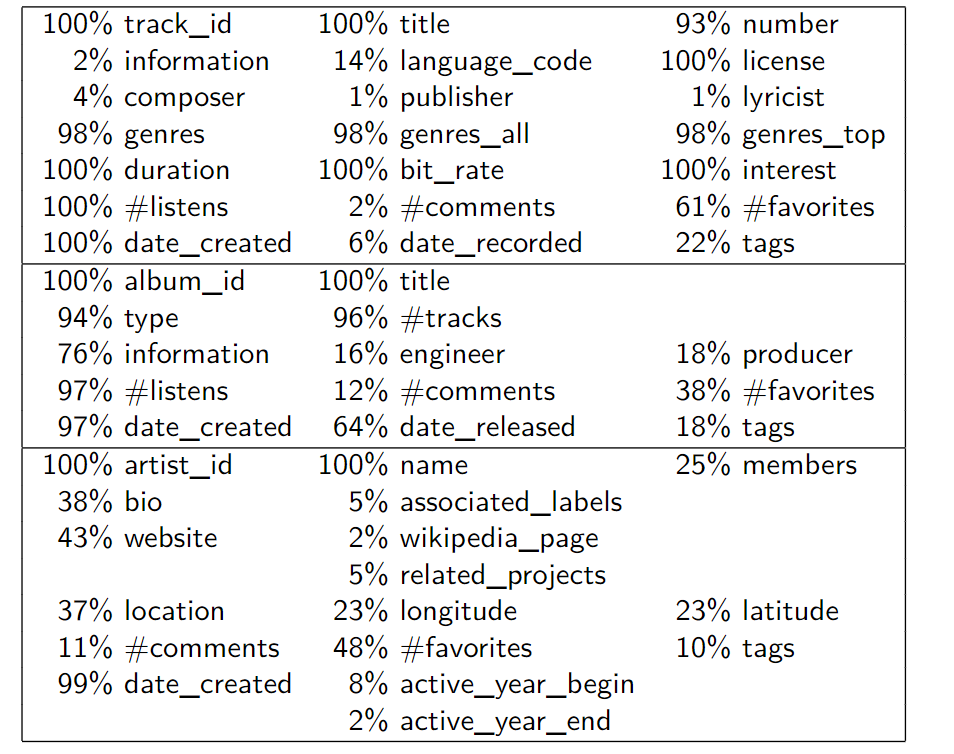 100% track_id 100% title 93% number
2% information 14% language_code 100% license
4% composer 1% publisher 1% lyricist
98% genres 98% genres_all 98% genres_top
100% duration 100% bit_rate 100% interest
100% #listens 2% #comments 61% #favorites
100% date_created 6% date_recorded 22% tags
100% album_id 100% title
94% type 96% #tracks
76% information 16% engineer 18% producer
97% #listens 12% #comments 38% #favorites
97% date_created 64% date_released 18% tags
100% artist_id 100% name 25% members
38% bio 5% associated_labels
43% website 2% wikipedia_page
5% related_projects
37% location 23% longitude 23% latitude
11% #comments 48% #favorites 10% tags
99% date_created 8% active_year_begin
2% active_year_end